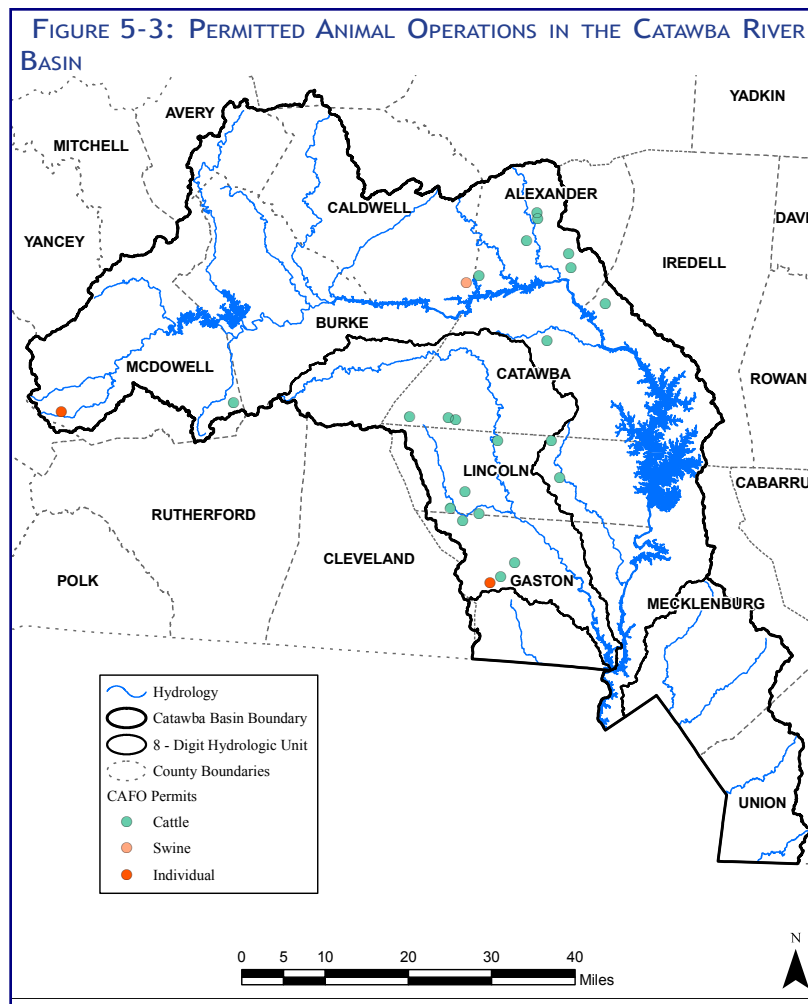 FIGURE 5-3: PERMITTED ANIMAL OPERATIONS IN THE CATAWBA RIVER
BASIN
YADKIN
AVERY
MITCHELL
ALEXANDER
CALDWELL
DAVI
YANCEY
IREDELL
BURKE
MCDOWELL
CATAWBA
ROWAN
LINCOLN
CABARRU
RUTHERFORD
CLEVELAND
POLK
GASTON
MECKLENBURG
UNION
Hydrology
Catawba Basin Boundary
8 - Digit Hydrologic Unit
County Boundaries
CAFO Permits
Cattle
Swine
Individual
N
0 5 10 20 30 40
Miles